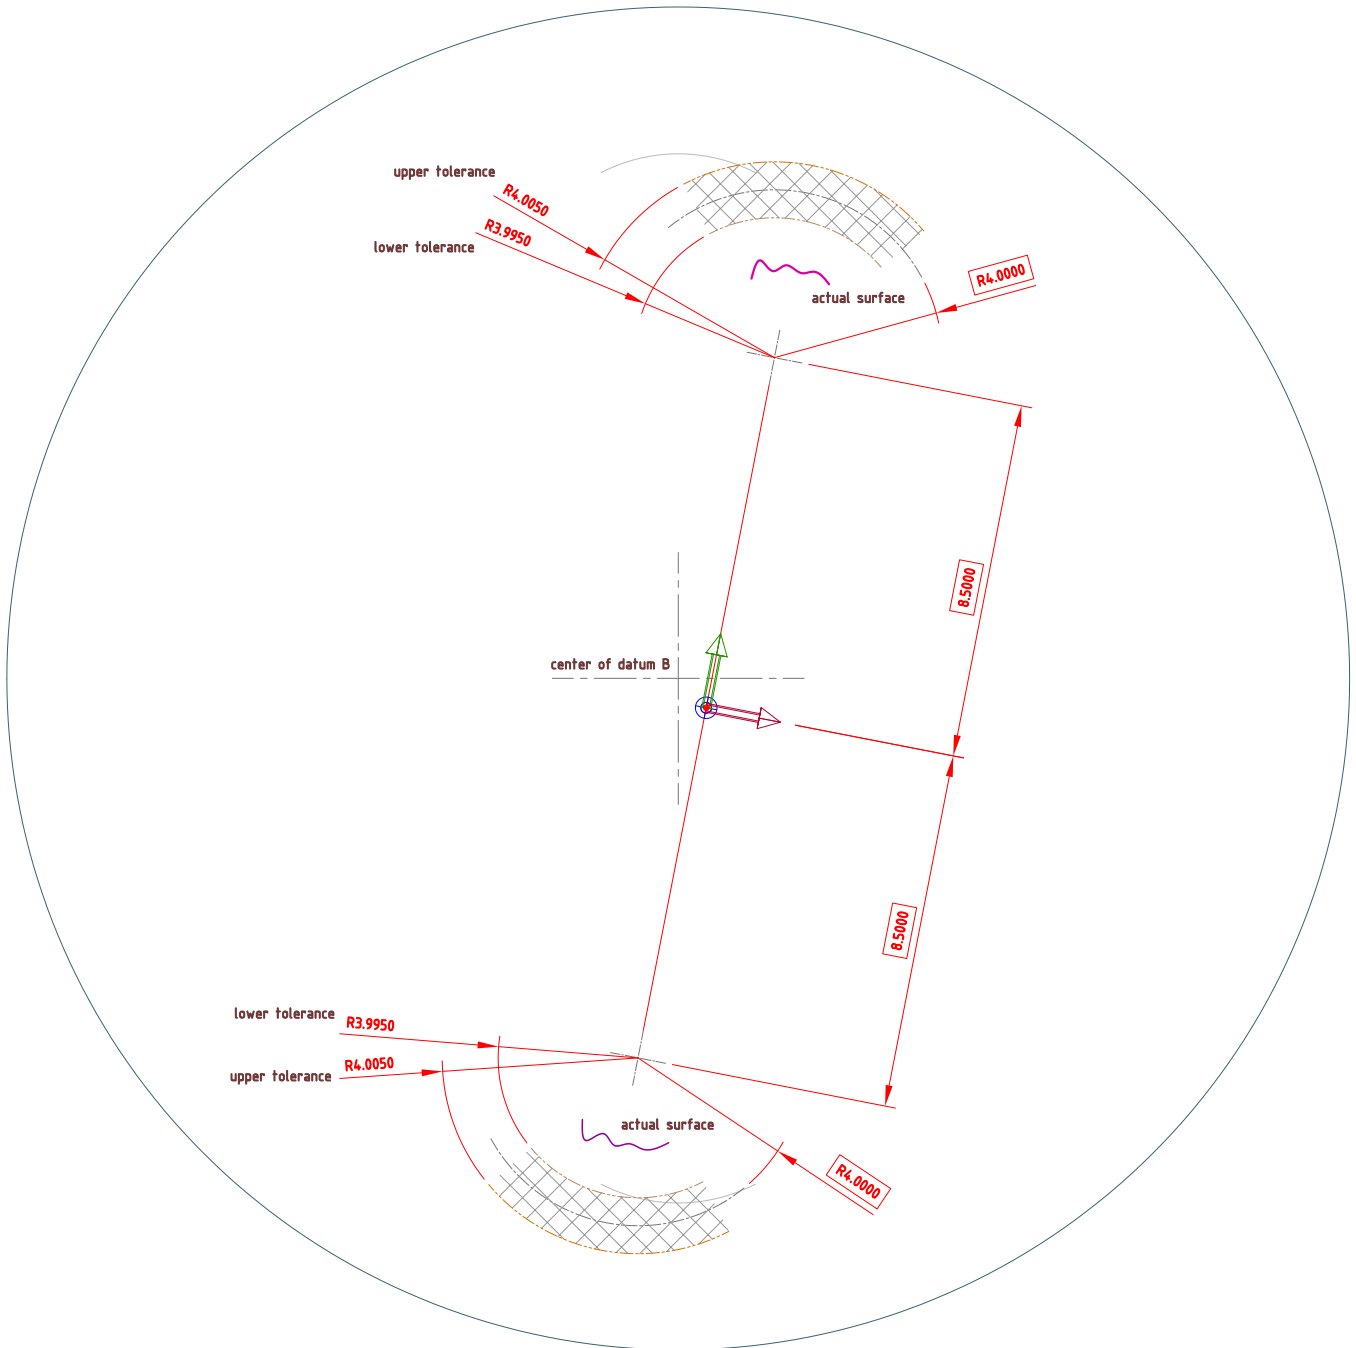 upper tolerance
R4.0050
R3.9950
lower tolerance
R4.0000
actual surface
8.5000
center of datum B
8.5000
lower tolerance
R3.9950
R4.0050
upper tolerance
actual surface
R4.0000